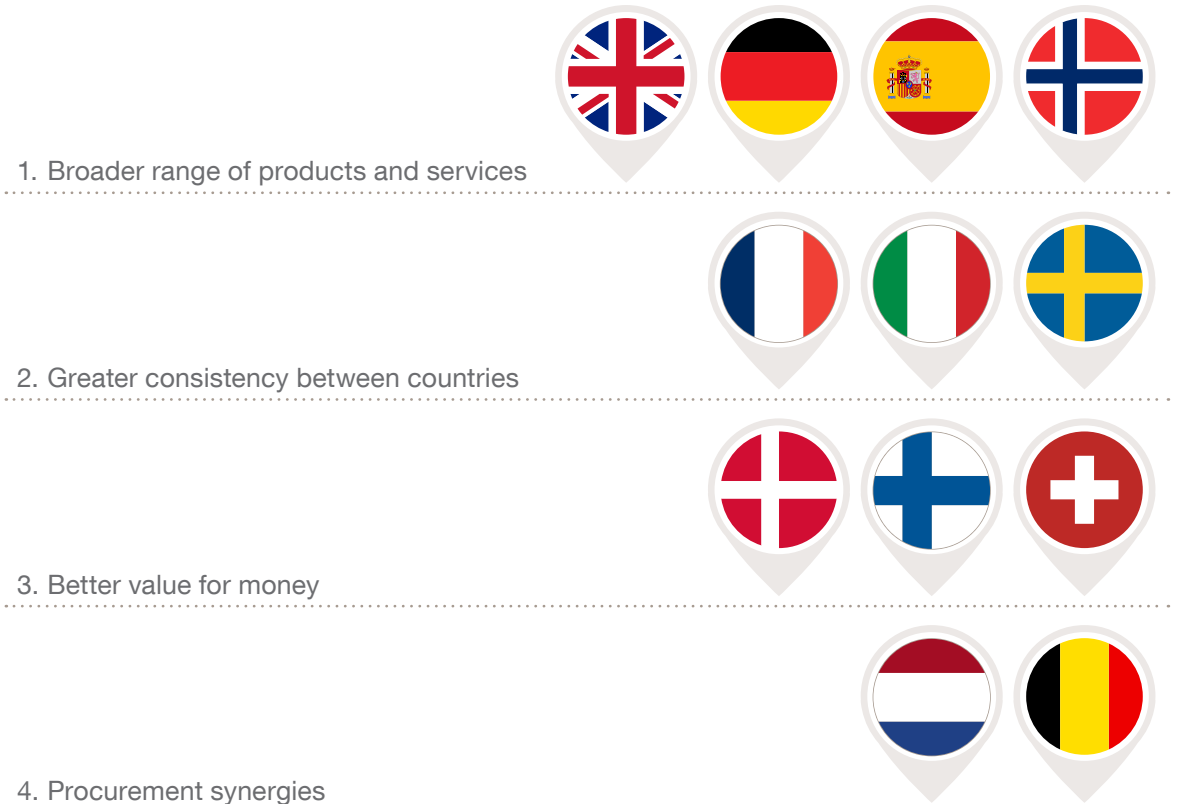 1. Broader range of products and services
2. Greater consistency between countries
3. Better value for money
4. Procurement synergies